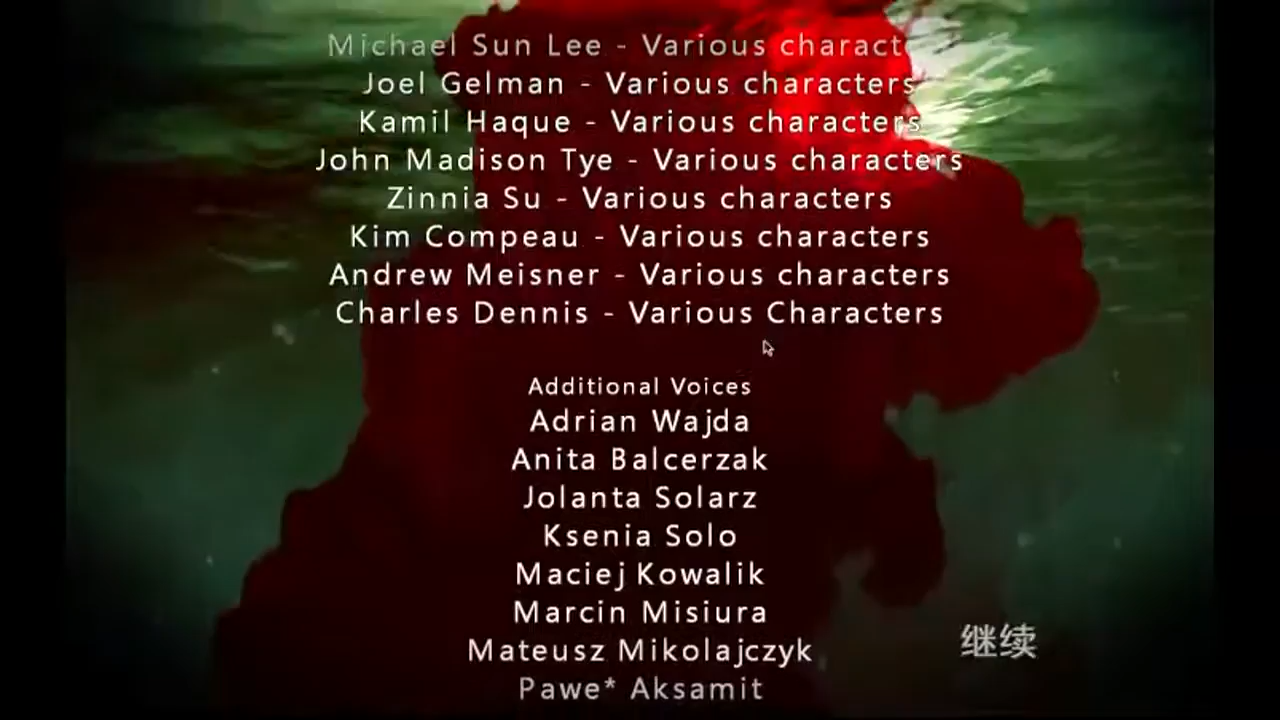 Michael Sun Lee - Various charact
Joel Gelman - Various characters
Kamil Haque - Various characters
John Madison Tye - Various characters
Zinnia Su - Various characters
Kim Compeau - Various characters
Andrew Meisner - Various characters
Charles Dennis - Various Characters
Additional Voices
Adrian Wajda
Anita Balcerzak
Jolanta Solarz
Ksenia Solo
Maciej Kowalik
Marcin Misiura
Mateusz Mikolajczyk
继续
Pawe* Aksamit